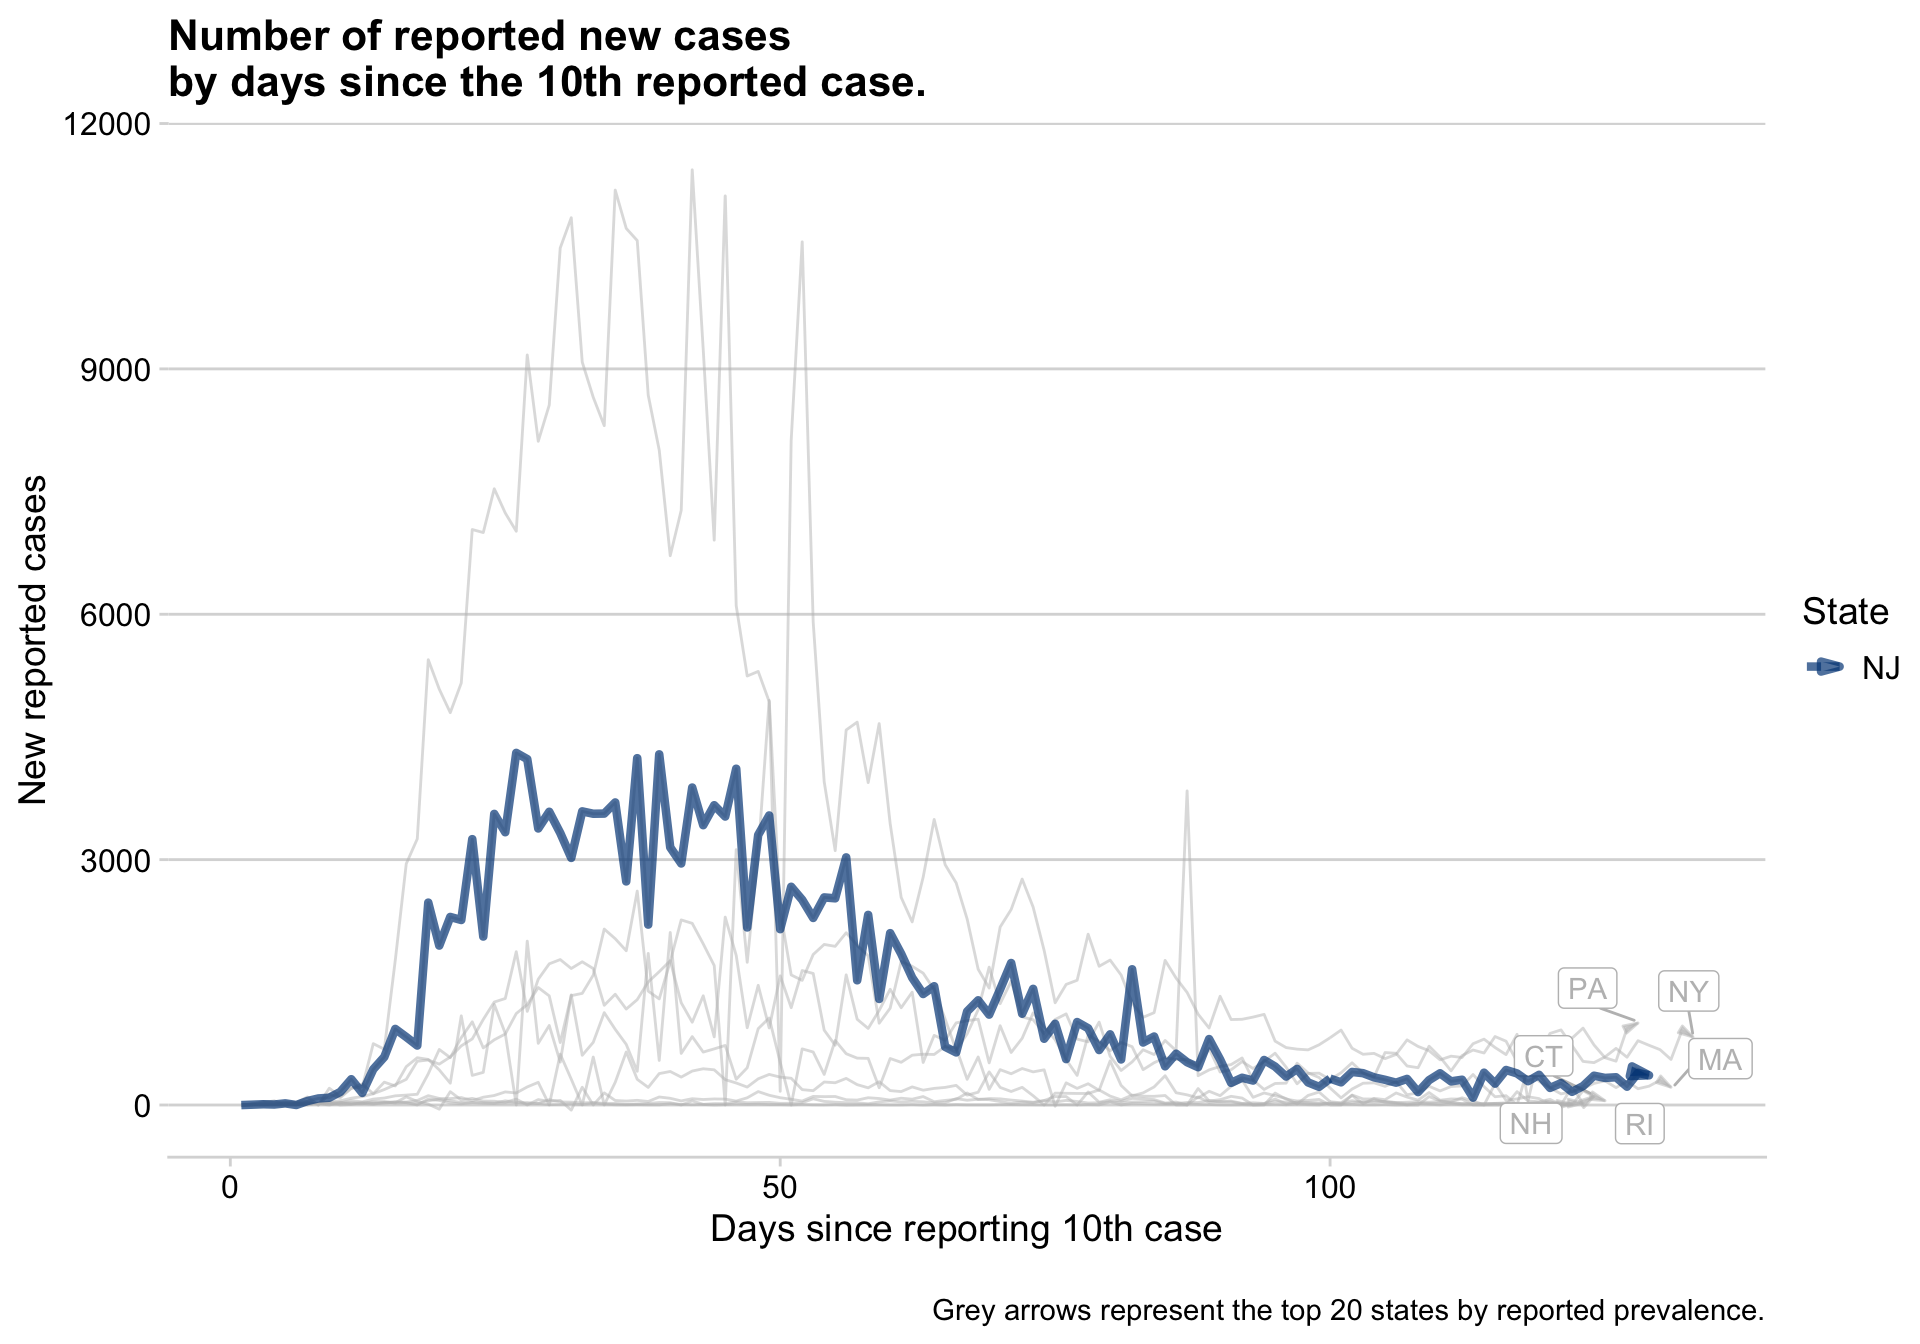 Number of reported new cases
by days since the 10th reported case.
12000
9000
6000
3000
0
New reported cases
State
NJ
PA
NY
CT
MA
NH
RI
0
50
100
Days since reporting 10th case
Grey arrows represent the top 20 states by reported prevalence.